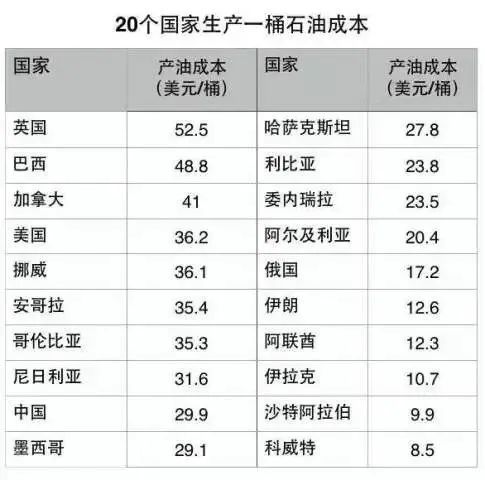 20个国家生产一桶石油成本
国家 产油成本 国家 产油成本
(美元/桶) (美元/桶)
英国 52.5 哈萨克斯坦 27.8
巴西 48.8 利比亚 23.8
加拿大 41 委内瑞拉 23.5
美国 36.2 阿尔及利亚 20.4
挪威 36.1 俄国 17.2
安哥拉 35.4 伊朗 12.6
哥伦比亚 35.3 阿联酋 12.3
尼日利亚 31.6 伊拉克 10.7
中国 29.9 沙特阿拉伯 9.9
墨西哥 29.1 科威特 8.5